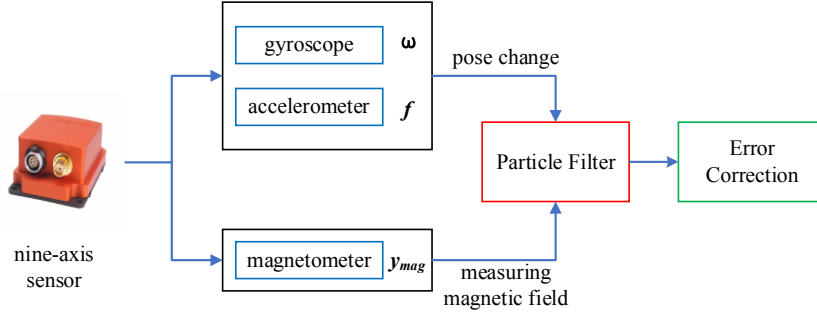 gyroscope ω
accelerometer f
pose change
nine-axis
sensor
magnetometer y_mag
measuring
magnetic field
Particle Filter
Error
Correction